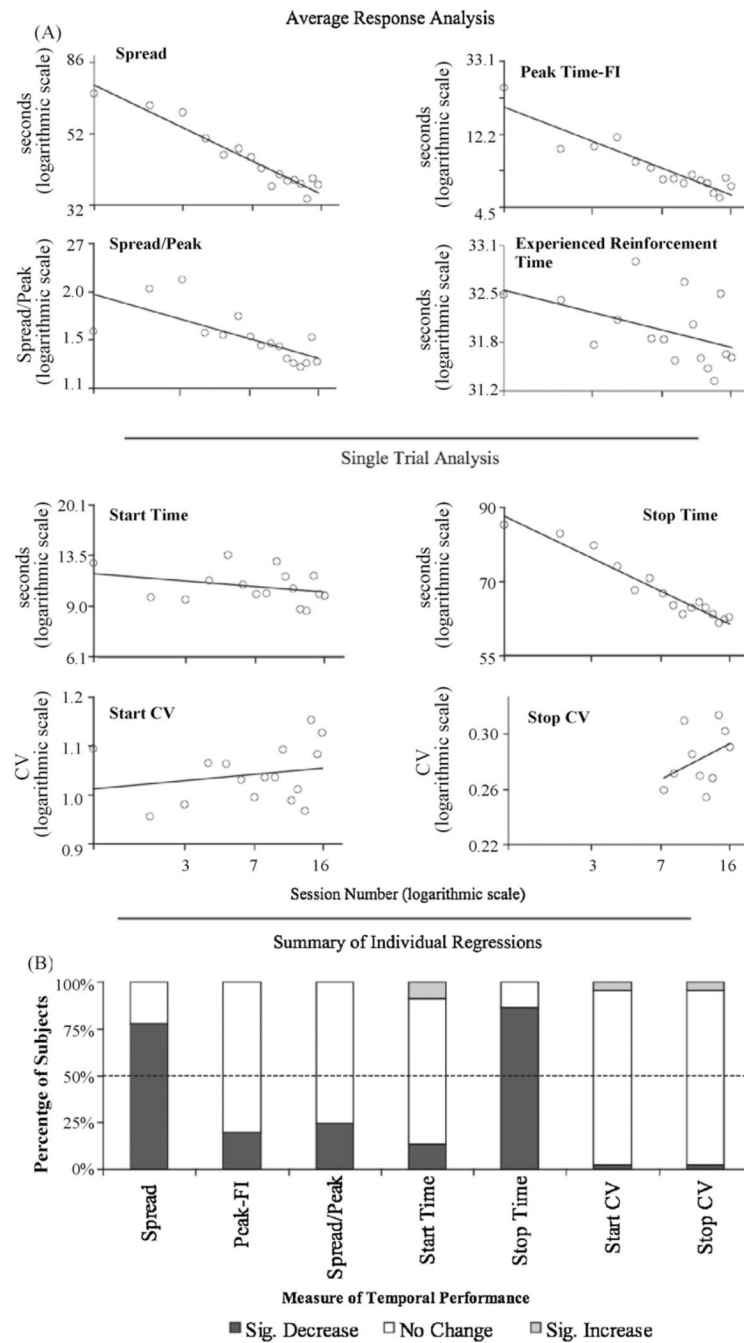 (A)
Average Response Analysis
Spread
seconds
(logarithmic scale)
86
52
32
Peak Time-FI
seconds
(logarithmic scale)
33.1
12.2
4.5
Spread/Peak
Spread/Peak
(logarithmic scale)
27
2.0
1.5
1.1
Experienced Reinforcement
Time
seconds
(logarithmic scale)
33.1
32.5
31.8
31.2
Single Trial Analysis
Start Time
seconds
(logarithmic scale)
20.1
13.5
9.0
6.1
Stop Time
seconds
(logarithmic scale)
90
70
55
Start CV
CV
(logarithmic scale)
1.2
1.1
1.0
0.9
3
7
16
Stop CV
CV
(logarithmic scale)
0.30
0.26
0.22
3
7
16
Session Number (logarithmic scale)
Summary of Individual Regressions
(B)
Percentge of Subjects
100%
75%
50%
25%
0%
Spread
Peak-FI
Spread/Peak
Start Time
Stop Time
Start CV
Stop CV
Measure of Temporal Performance
Sig. Decrease
No Change
Sig. Increase